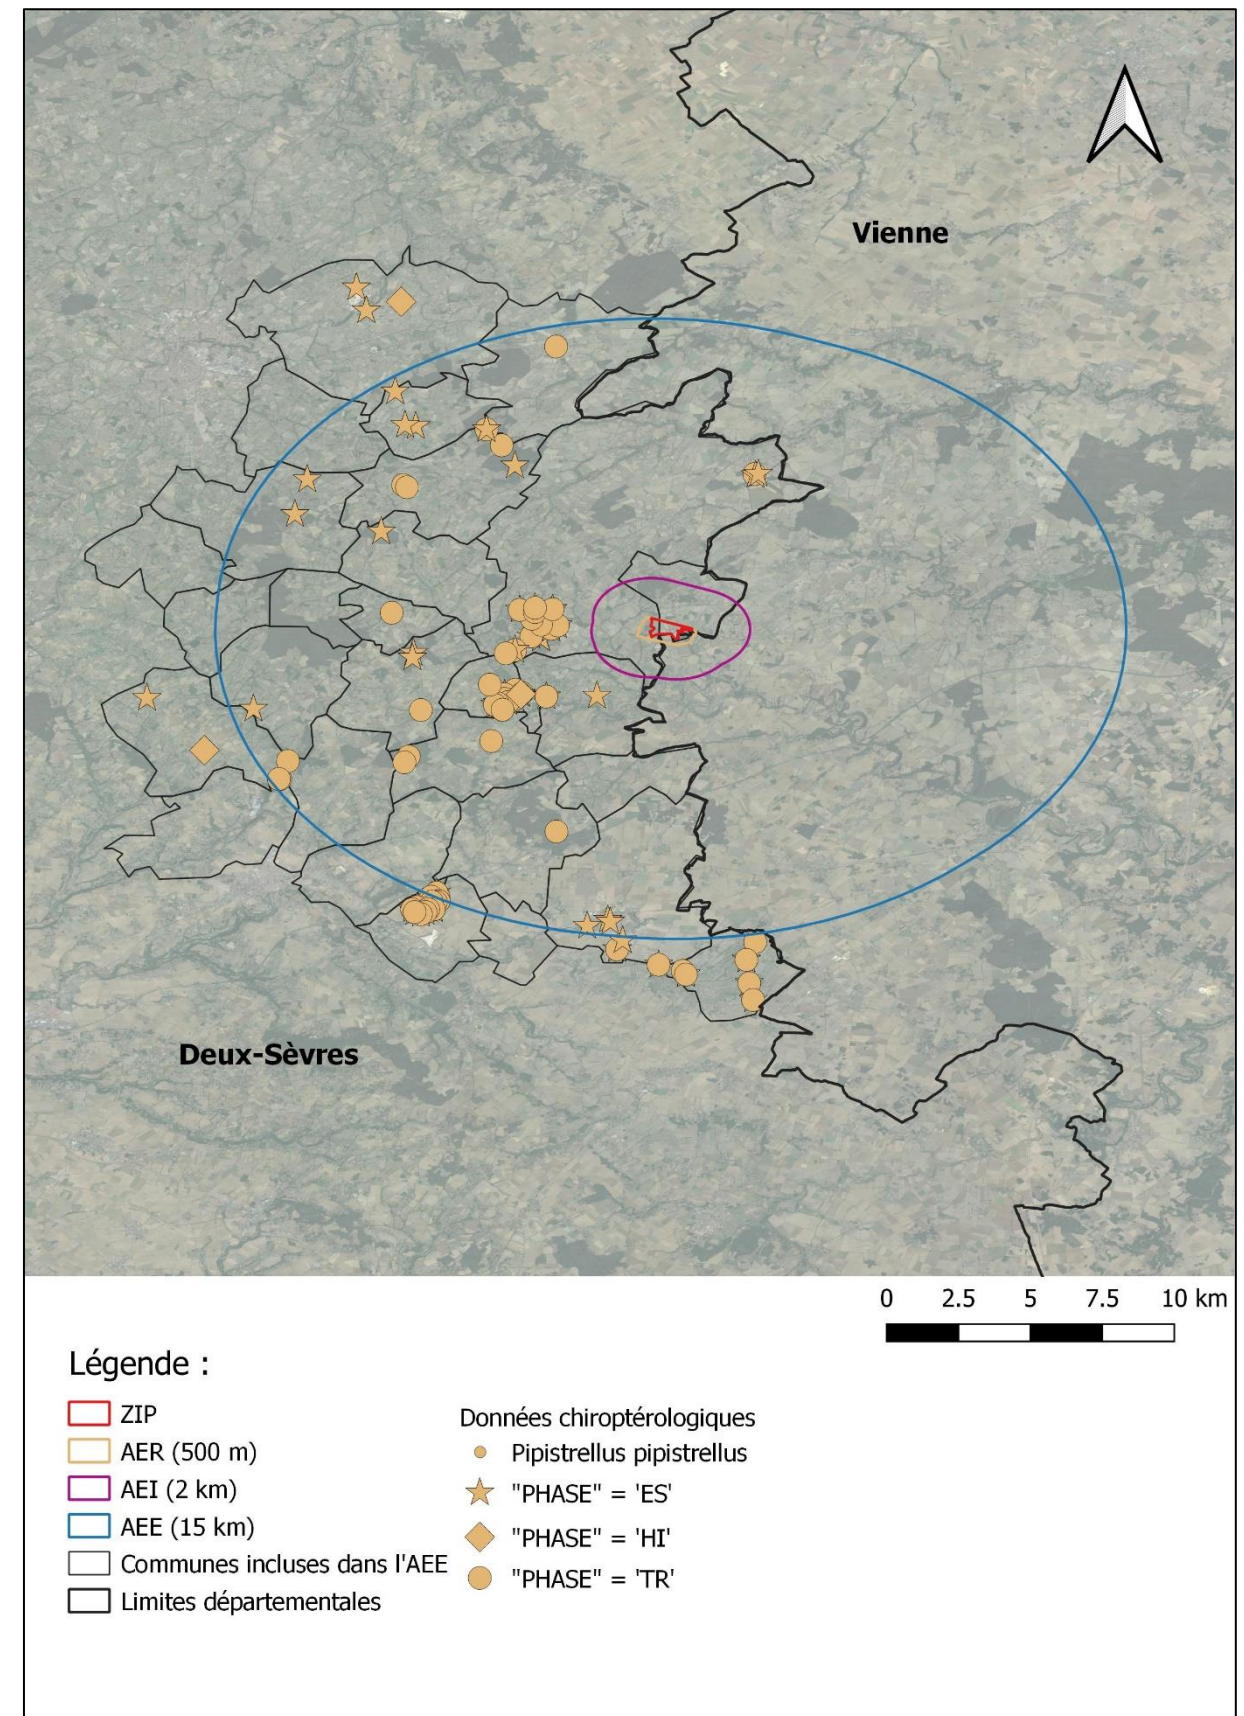 Vienne
Deux-Sèvres
0 2.5 5 7.5 10 km
Légende :
ZIP
AER (500 m)
AEI (2 km)
AEE (15 km)
Communes incluses dans l'AEE
Limites départementales
Données chiroptérologiques
Pipistrellus pipistrellus
"PHASE" = 'ES'
"PHASE" = 'HI'
"PHASE" = 'TR'